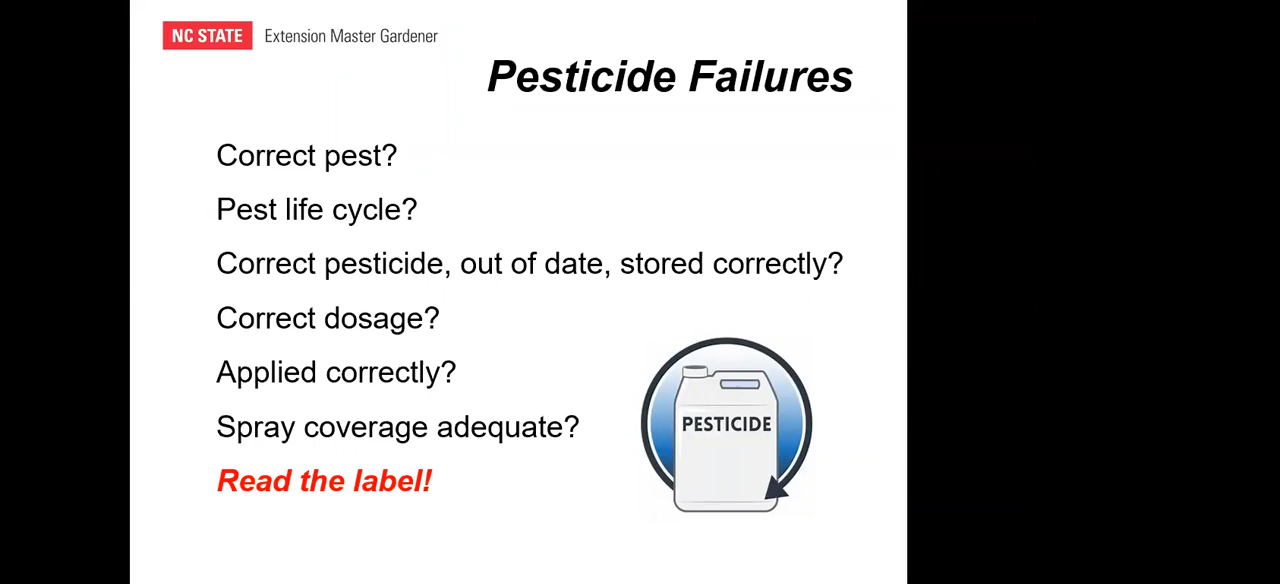 NC STATE Extension Master Gardener
Pesticide Failures
Correct pest?
Pest life cycle?
Correct pesticide, out of date, stored correctly?
Correct dosage?
Applied correctly?
Spray coverage adequate?
PESTICIDE
Read the label!